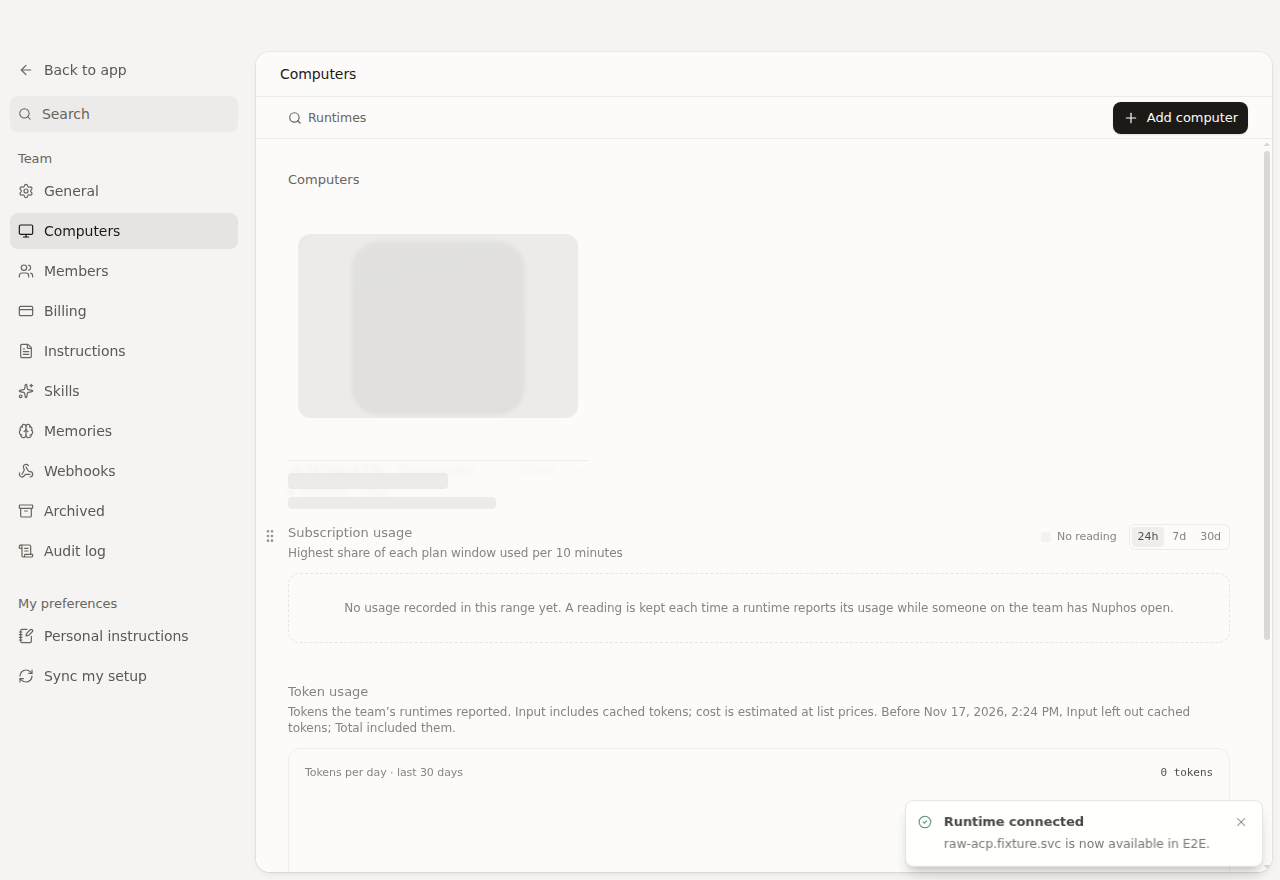 Back to app
Search
Team
General
Computers
Members
Billing
Instructions
Skills
Memories
Webhooks
Archived
Audit log
My preferences
Personal instructions
Sync my setup
Computers
Runtimes
Add computer
Computers
Subscription usage
No reading
24h
7d
30d
Highest share of each plan window used per 10 minutes
No usage recorded in this range yet. A reading is kept each time a runtime reports its usage while someone on the team has Nuphos open.
Token usage
Tokens the team’s runtimes reported. Input includes cached tokens; cost is estimated at list prices. Before Nov 17, 2026, 2:24 PM, Input left out cached
tokens; Total included them.
Tokens per day · last 30 days
0 tokens
Runtime connected
raw-acp.fixture.svc is now available in E2E.